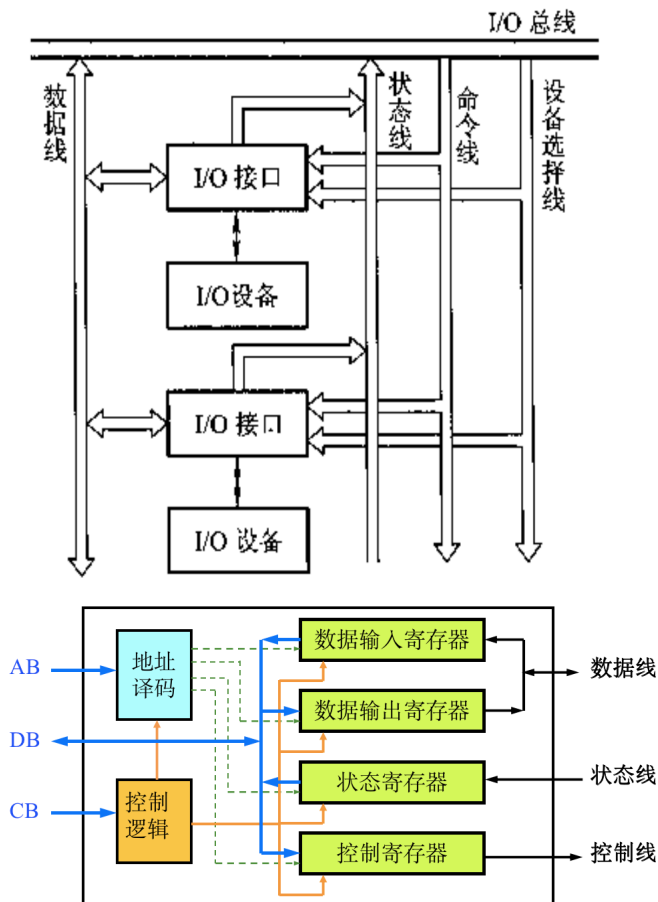 I/O 总线
数据线
状态线
命令线
设备选择线
I/O 接口
I/O设备
I/O 接口
I/O 设备
AB
DB
CB
地址
译码
控制
逻辑
数据输入寄存器
数据输出寄存器
状态寄存器
控制寄存器
数据线
状态线
控制线